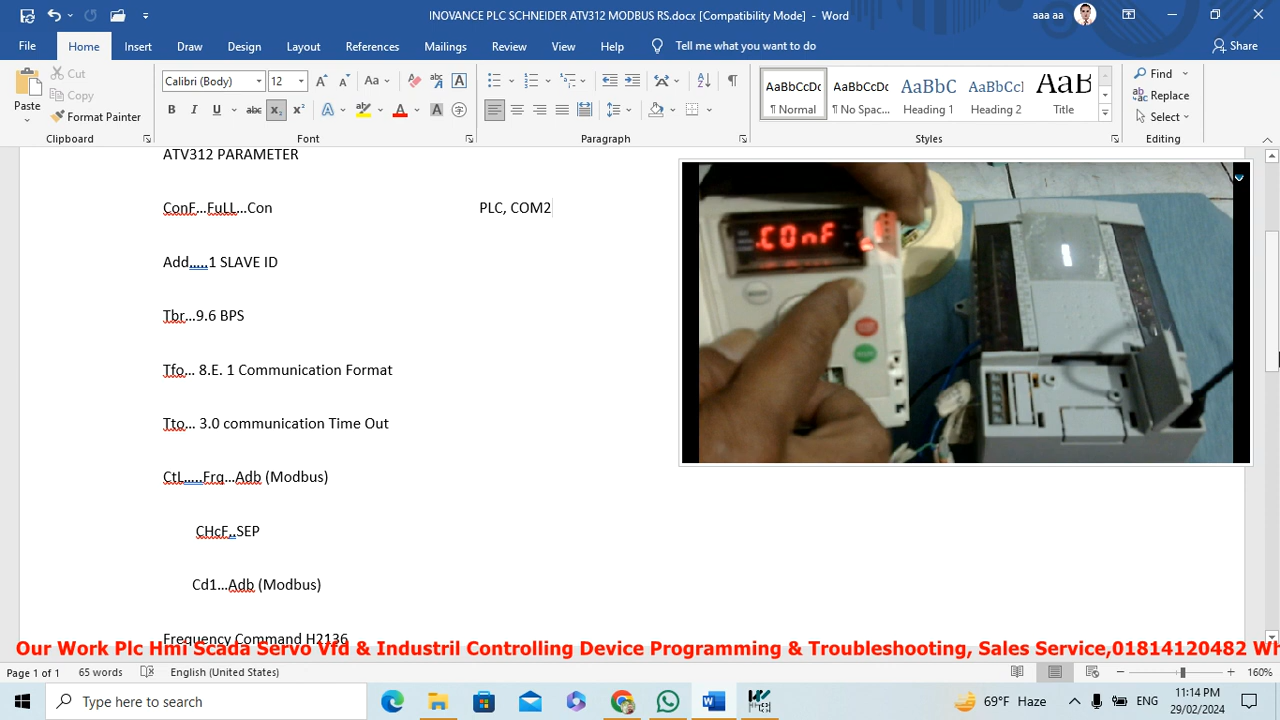 INOVANCE PLC SCHNEIDER ATV312 MODBUS RS.docx [Compatibility Mode] - Word
aaa aa
File Home Insert Draw Design Layout References Mailings Review View Help Tell me what you want to do Share
Paste
Cut
Copy
Format Painter
Clipboard
Calibri (Body) 12
Font
Paragraph
AaBbCcDc AaBbCcDc AaBbC AaBbCcI AaB
¶ Normal ¶ No Spac... Heading 1 Heading 2 Title
Styles
Find
Replace
Select
Editing
ATV312 PARAMETER
ConF...FuLL...Con PLC, COM2
Add.....1 SLAVE ID
Tbr...9.6 BPS
Tfo... 8.E. 1 Communication Format
Tto... 3.0 communication Time Out
CtL.....Frq...Adb (Modbus)
CHcF..SEP
Cd1...Adb (Modbus)
Frequency Command H2136
C0nF
Our Work Plc Hmi Scada Servo Vfd & Industril Controlling Device Programming & Troubleshooting, Sales Service,01814120482 Wh
Page 1 of 1 65 words English (United States) 160%
Type here to search
69°F Haze
ENG
11:14 PM
29/02/2024